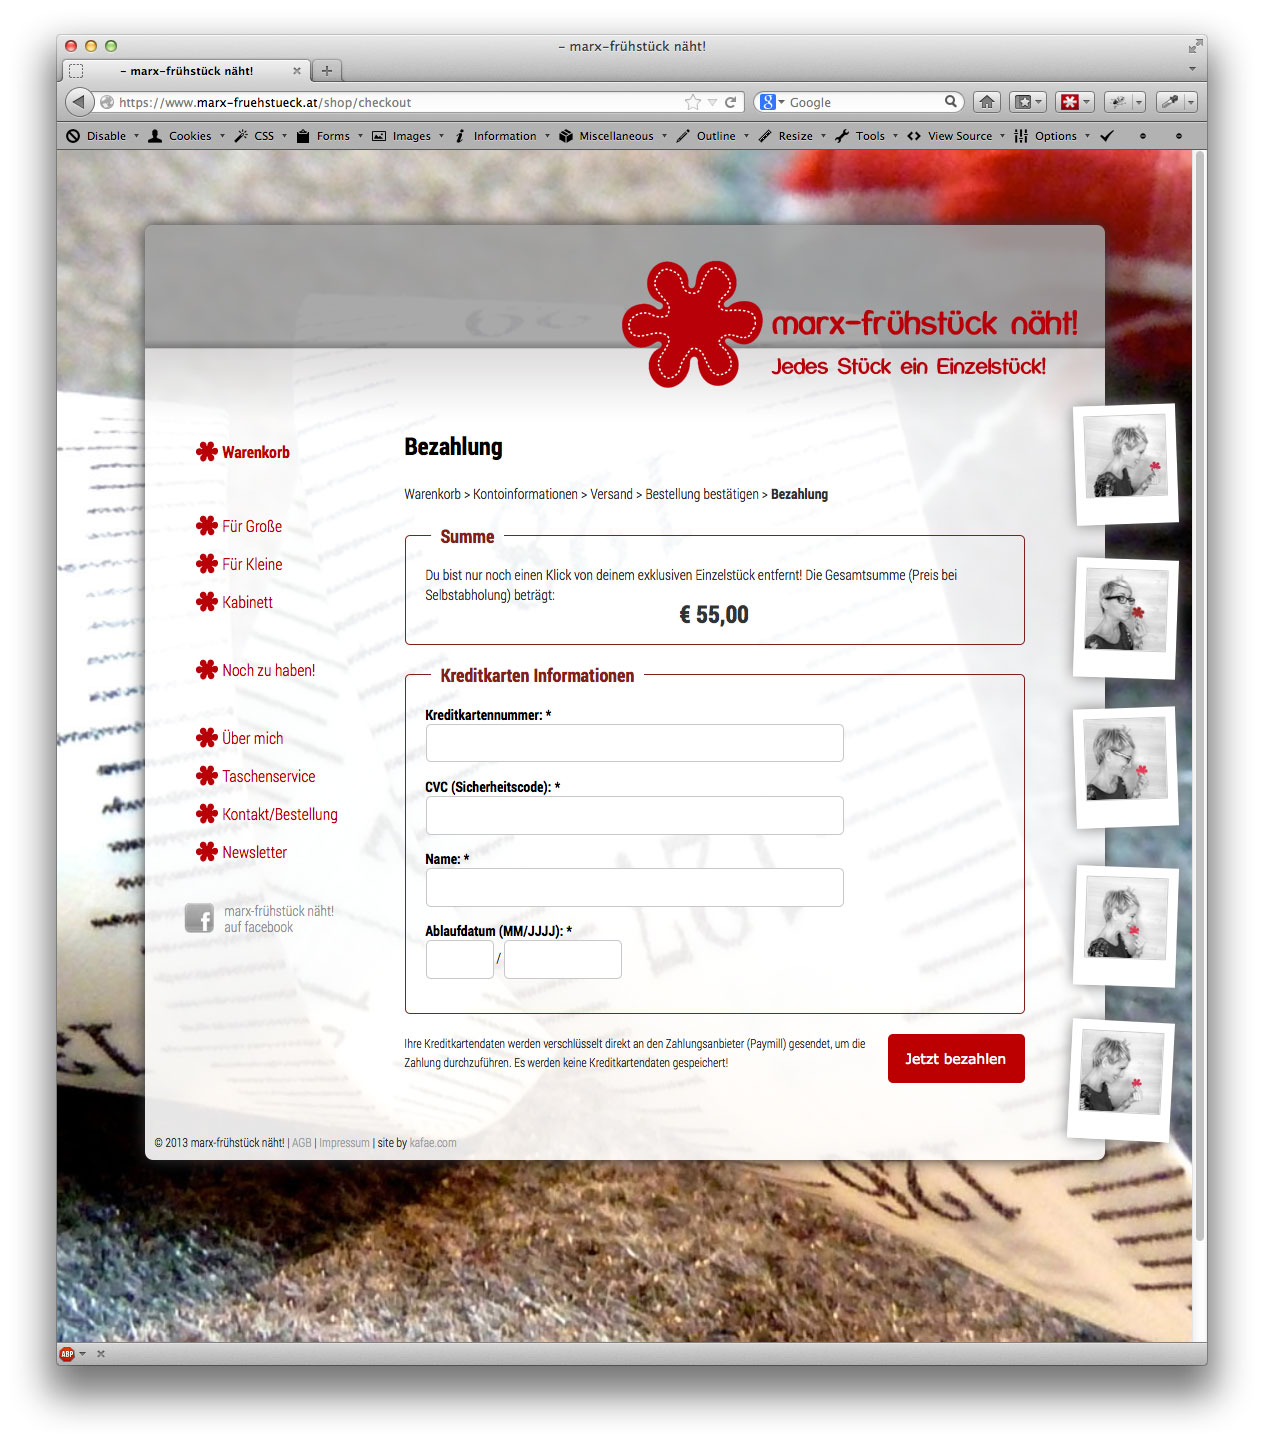 – marx-frühstück näht!
– marx-frühstück näht!
https://www.marx-fruehstueck.at/shop/checkout
Google
Disable Cookies CSS Forms Images Information Miscellaneous Outline Resize Tools View Source Options
marx-frühstück näht!
Jedes Stück ein Einzelstück!
Warenkorb
Für Große
Für Kleine
Kabinett
Noch zu haben!
Über mich
Taschenservice
Kontakt/Bestellung
Newsletter
marx-frühstück näht!
auf facebook
Bezahlung
Warenkorb > Kontoinformationen > Versand > Bestellung bestätigen > Bezahlung
Summe
Du bist nur noch einen Klick von deinem exklusiven Einzelstück entfernt! Die Gesamtsumme (Preis bei
Selbstabholung) beträgt:
€ 55,00
Kreditkarten Informationen
Kreditkartennummer: *
CVC (Sicherheitscode): *
Name: *
Ablaufdatum (MM/JJJJ): *
/
Ihre Kreditkartendaten werden verschlüsselt direkt an den Zahlungsanbieter (Paymill) gesendet, um die
Zahlung durchzuführen. Es werden keine Kreditkartendaten gespeichert!
Jetzt bezahlen
© 2013 marx-frühstück näht! | AGB | Impressum | site by kafae.com
126
ABP